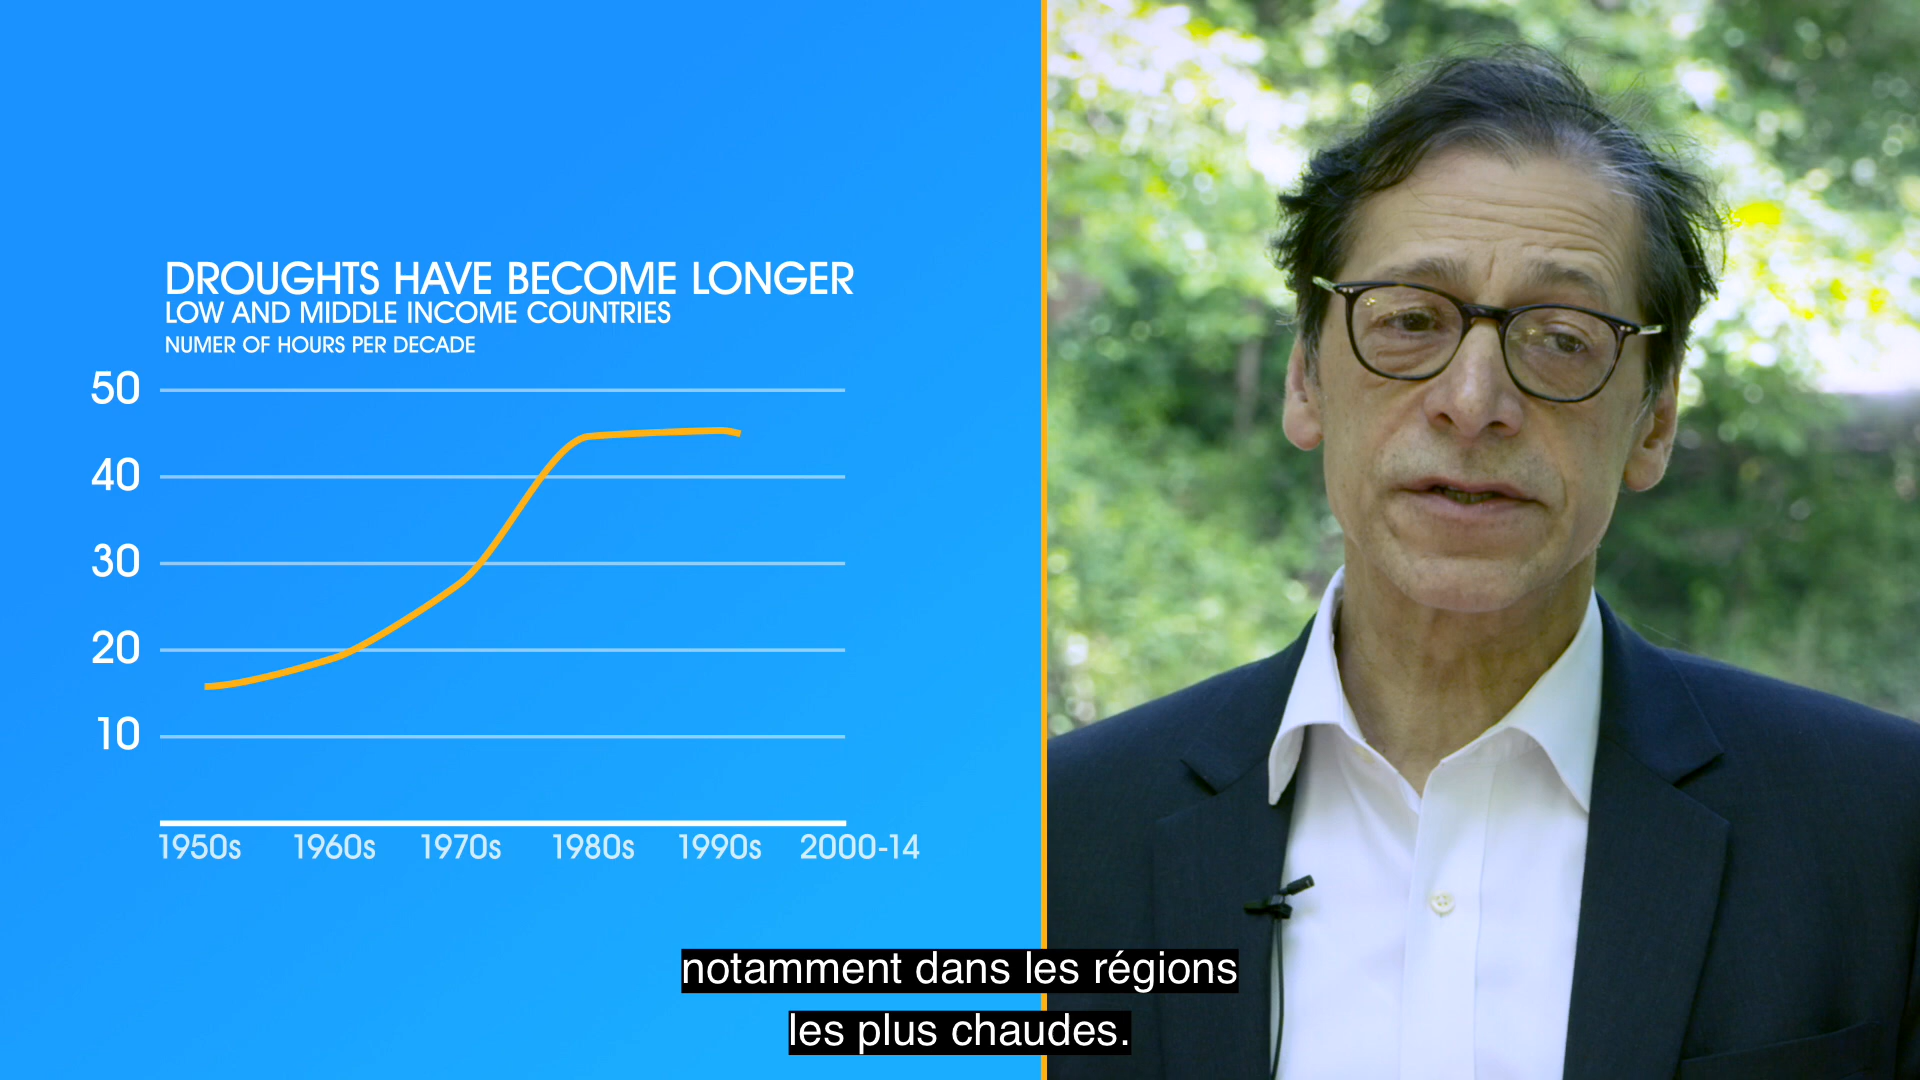 DROUGHTS HAVE BECOME LONGER
LOW AND MIDDLE INCOME COUNTRIES
NUMER OF HOURS PER DECADE
50
40
30
20
10
1950s 1960s 1970s 1980s 1990s 2000-14
notamment dans les régions
les plus chaudes.